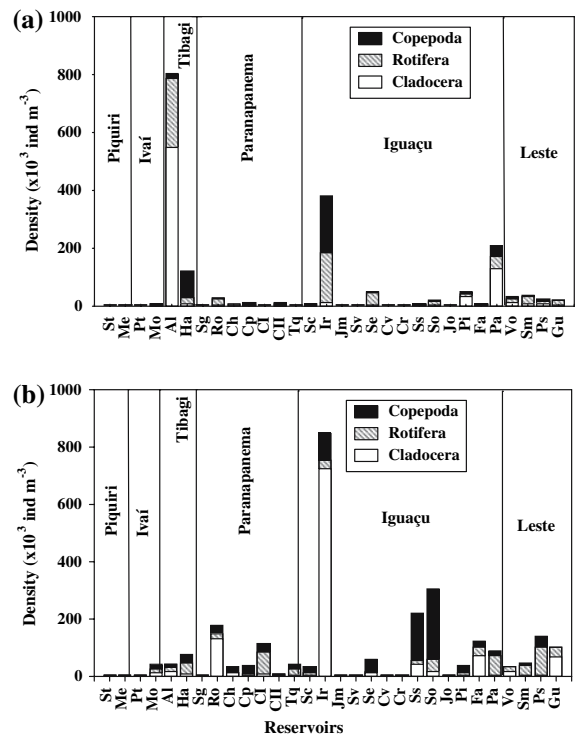 (a)
1000
800
600
400
200
0
Density (x10³ ind m⁻³)
Piquiri
Ivaí
Tibagi
Paranapanema
Iguaçu
Leste
Copepoda
Rotifera
Cladocera
St Me Pt Mo Al Ha Sg Ro Ch Cp CI CII Tq Sc Ir Jm Sv Se Cv Cr Ss So Jo Pi Fa Pa Vo Sm Ps Gu
(b)
1000
800
600
400
200
0
Density (x10³ ind m⁻³)
Piquiri
Ivaí
Tibagi
Paranapanema
Iguaçu
Leste
Copepoda
Rotifera
Cladocera
St Me Pt Mo Al Ha Sg Ro Ch Cp CI CII Tq Sc Ir Jm Sv Se Cv Cr Ss So Jo Pi Fa Pa Vo Sm Ps Gu
Reservoirs